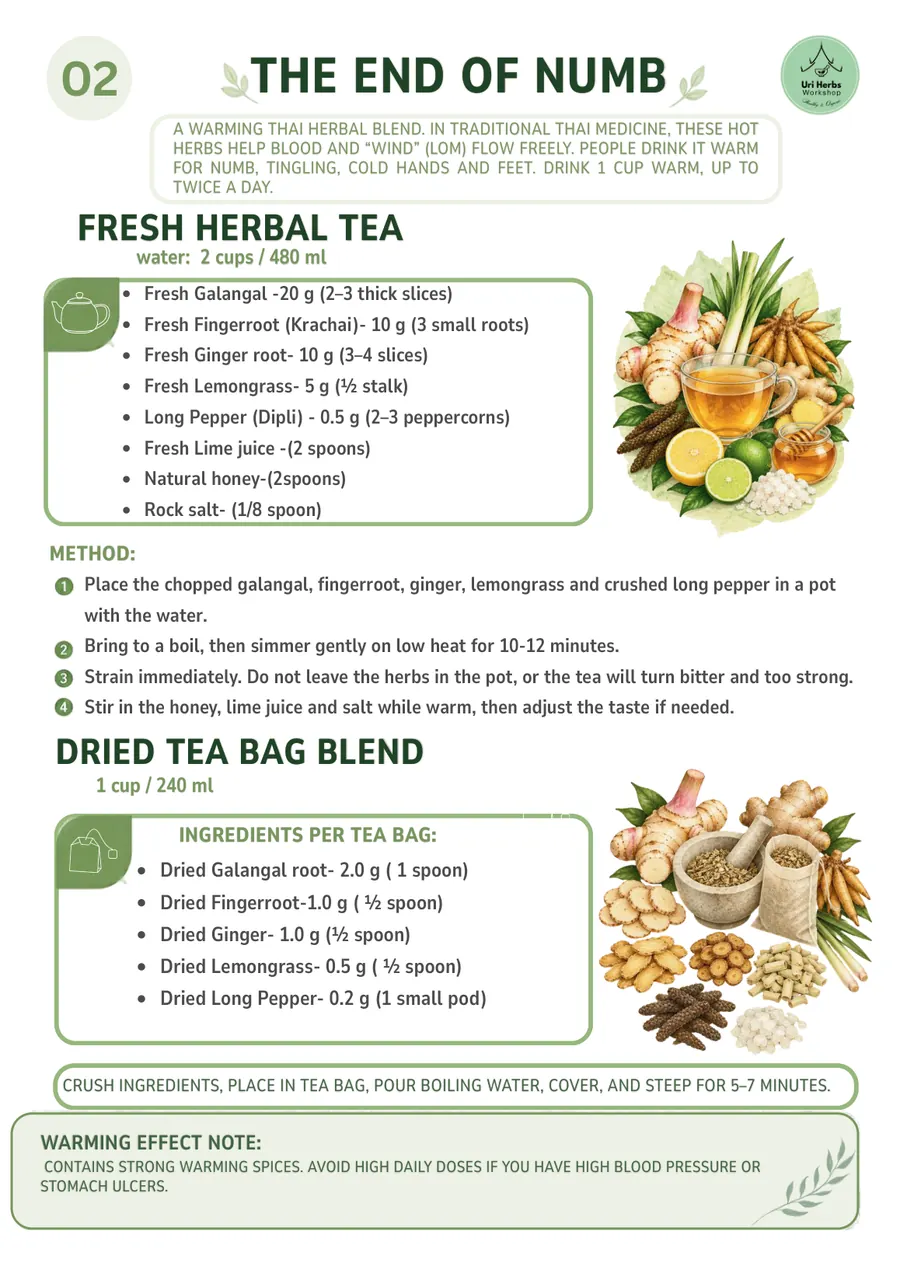 02
THE END OF NUMB
Uri Herbs
Workshop
A WARMING THAI HERBAL BLEND. IN TRADITIONAL THAI MEDICINE, THESE HOT
HERBS HELP BLOOD AND “WIND” (LOM) FLOW FREELY. PEOPLE DRINK IT WARM
FOR NUMB, TINGLING, COLD HANDS AND FEET. DRINK 1 CUP WARM, UP TO
TWICE A DAY.
FRESH HERBAL TEA
water: 2 cups / 480 ml
• Fresh Galangal -20 g (2–3 thick slices)
• Fresh Fingerroot (Krachai)- 10 g (3 small roots)
• Fresh Ginger root- 10 g (3–4 slices)
• Fresh Lemongrass- 5 g (½ stalk)
• Long Pepper (Dipli) - 0.5 g (2–3 peppercorns)
• Fresh Lime juice -(2 spoons)
• Natural honey-(2spoons)
• Rock salt- (1/8 spoon)
METHOD:
1 Place the chopped galangal, fingerroot, ginger, lemongrass and crushed long pepper in a pot
with the water.
2 Bring to a boil, then simmer gently on low heat for 10-12 minutes.
3 Strain immediately. Do not leave the herbs in the pot, or the tea will turn bitter and too strong.
4 Stir in the honey, lime juice and salt while warm, then adjust the taste if needed.
DRIED TEA BAG BLEND
1 cup / 240 ml
INGREDIENTS PER TEA BAG:
• Dried Galangal root- 2.0 g ( 1 spoon)
• Dried Fingerroot-1.0 g ( ½ spoon)
• Dried Ginger- 1.0 g (½ spoon)
• Dried Lemongrass- 0.5 g ( ½ spoon)
• Dried Long Pepper- 0.2 g (1 small pod)
CRUSH INGREDIENTS, PLACE IN TEA BAG, POUR BOILING WATER, COVER, AND STEEP FOR 5–7 MINUTES.
WARMING EFFECT NOTE:
CONTAINS STRONG WARMING SPICES. AVOID HIGH DAILY DOSES IF YOU HAVE HIGH BLOOD PRESSURE OR
STOMACH ULCERS.